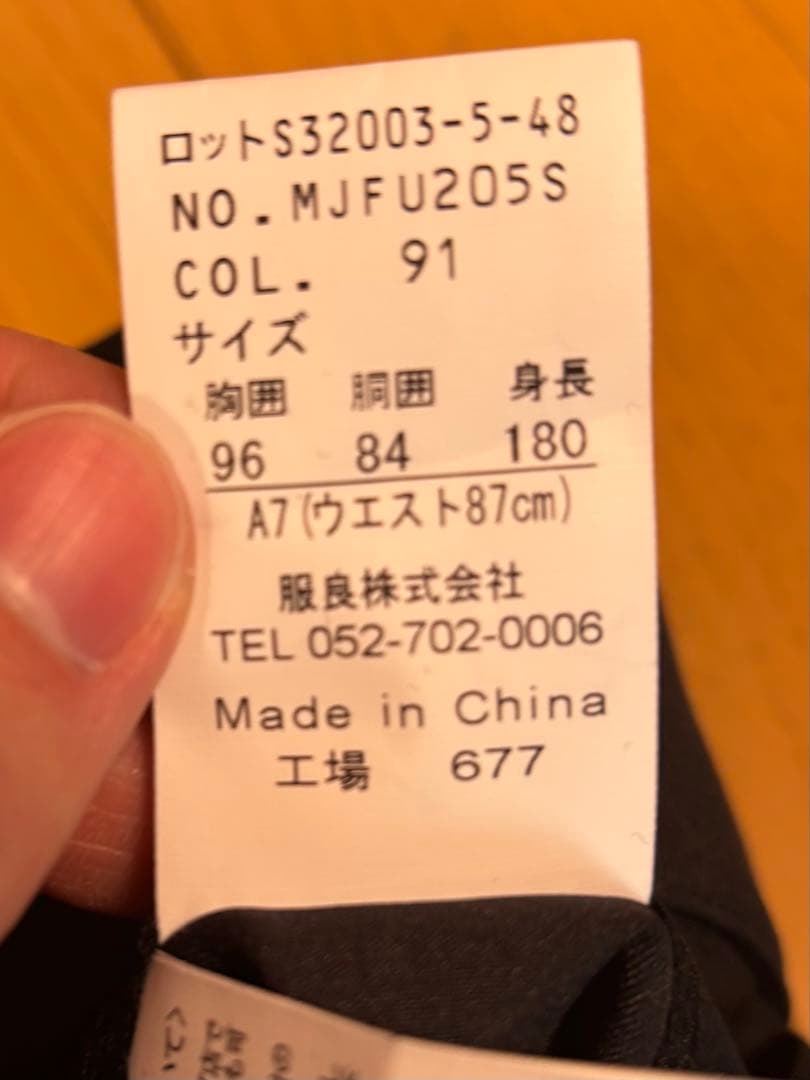 ロットS32003-5-48
NO.MJFU205S
COL. 91
サイズ
胸囲 胴囲 身長
96 84 180
A7(ウエスト87cm)
服良株式会社
TEL 052-702-0006
Made in China
工場 677